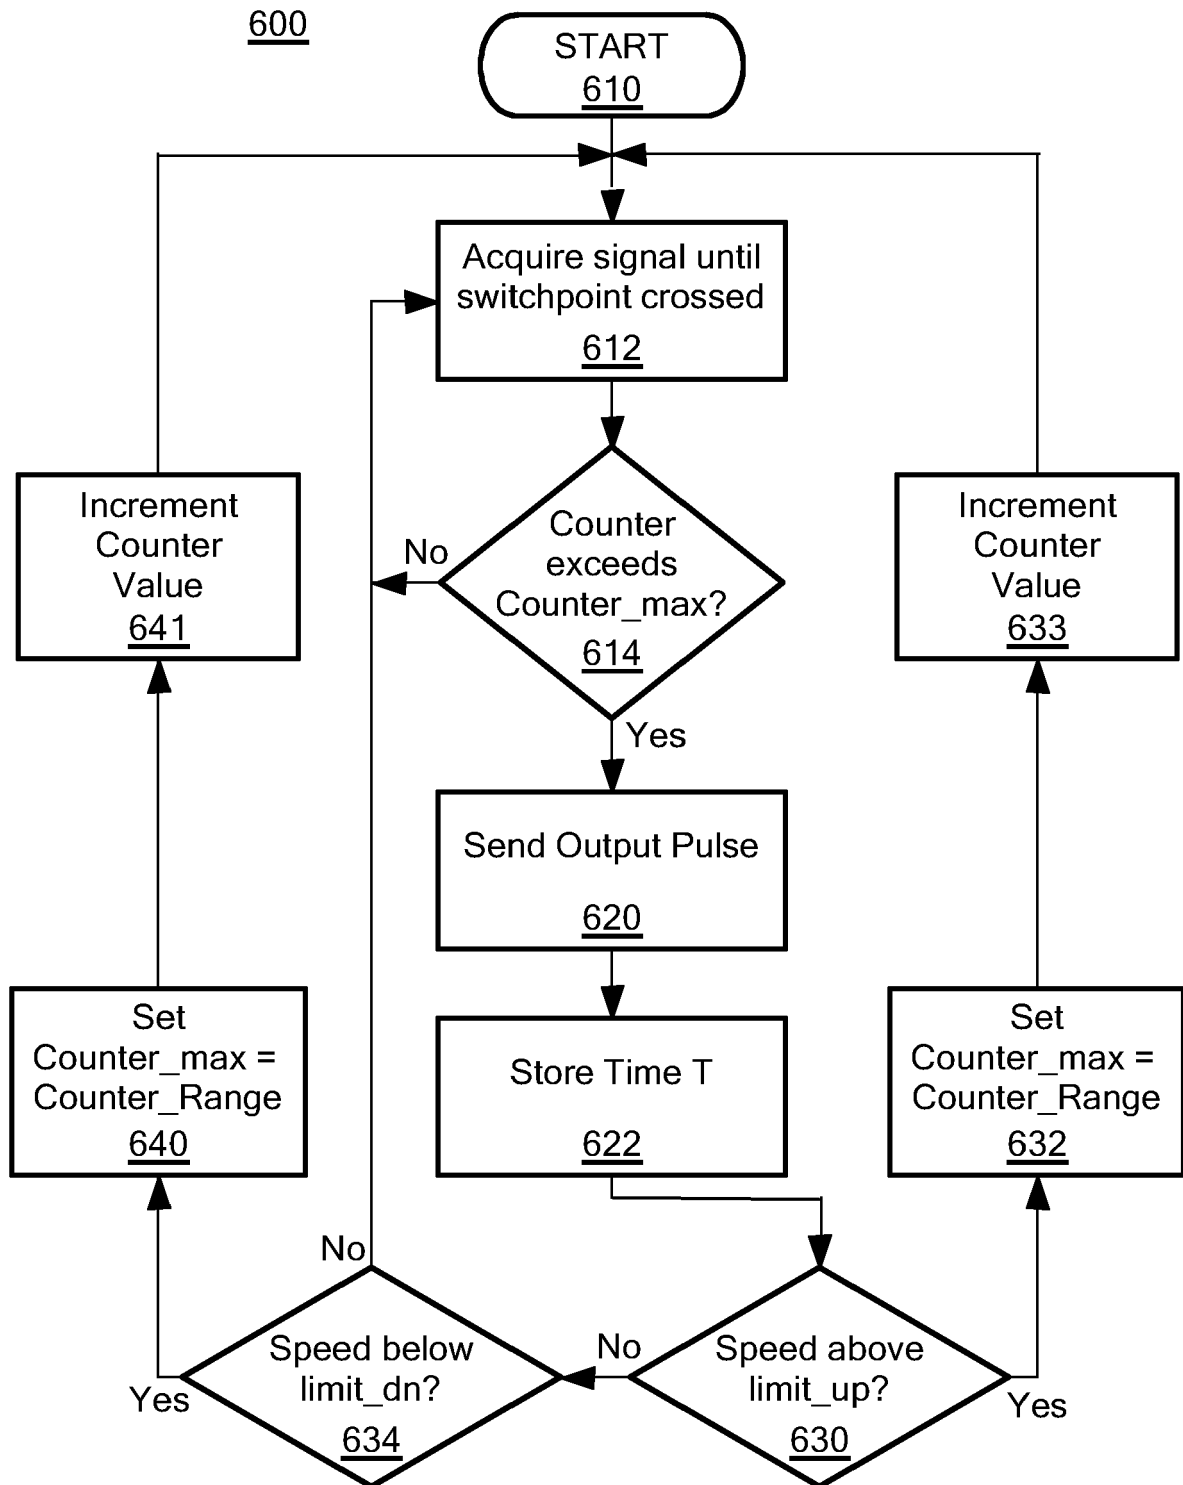 600
START
610
Acquire signal until
switchpoint crossed
612
Counter
exceeds
Counter_max?
614
No
Yes
Increment
Counter
Value
641
Increment
Counter
Value
633
Send Output Pulse
620
Set
Counter_max =
Counter_Range
640
Store Time T
622
Set
Counter_max =
Counter_Range
632
No
Speed below
limit_dn?
634
Yes
No
Speed above
limit_up?
630
Yes